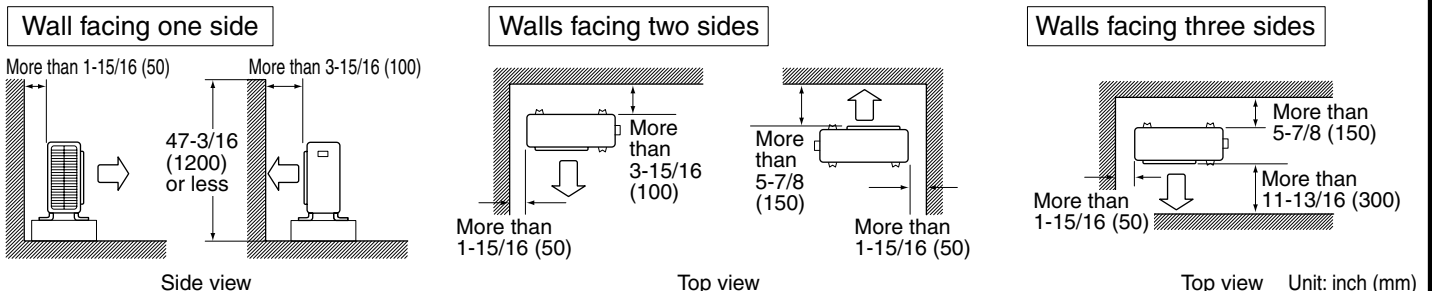 Wall facing one side
More than 1-15/16 (50)
More than 3-15/16 (100)
47-3/16
(1200)
or less
Side view
Walls facing two sides
More
than
3-15/16
(100)
More than
1-15/16 (50)
More
than
5-7/8
(150)
More than
1-15/16 (50)
Top view
Walls facing three sides
More than
5-7/8 (150)
More than
11-13/16 (300)
More than
1-15/16 (50)
Top view Unit: inch (mm)